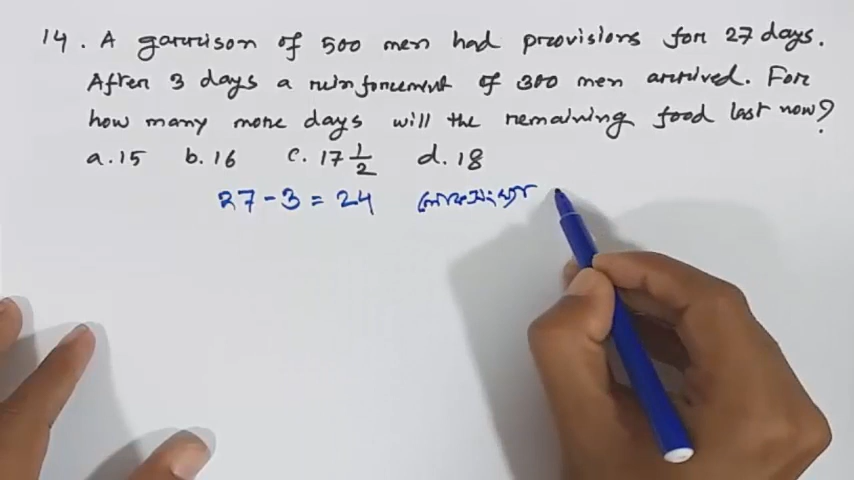 14. A garrison of 500 men had provisions for 27 days.
After 3 days a reinforcement of 300 men arrived. For
how many more days will the remaining food last now?
a. 15 b. 16 c. 17 1/2 d. 18
27 - 3 = 24 লোকসংখ্যা